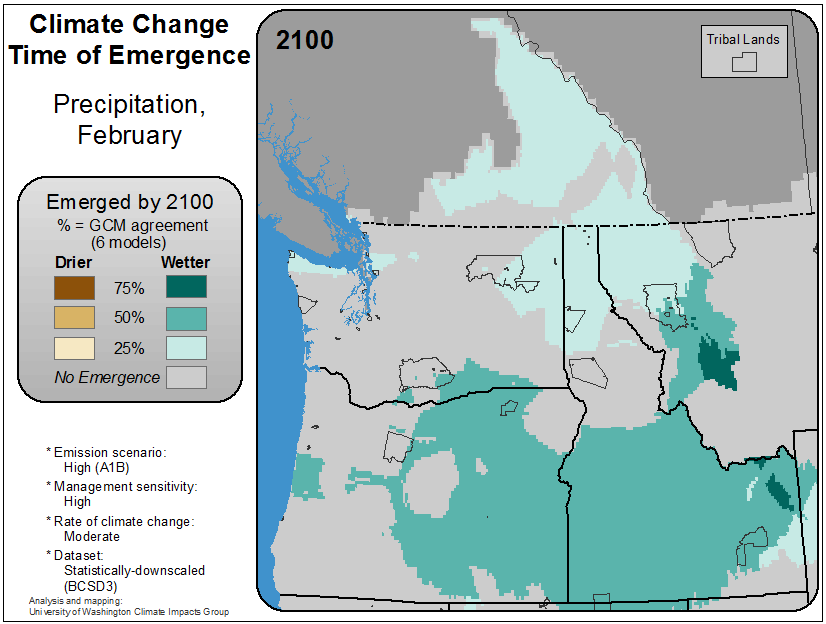 Climate Change
Time of Emergence
Precipitation,
February
Emerged by 2100
% = GCM agreement
(6 models)
Drier Wetter
75%
50%
25%
No Emergence
* Emission scenario:
High (A1B)
* Management sensitivity:
High
* Rate of climate change:
Moderate
* Dataset:
Statistically-downscaled
(BCSD3)
Analysis and mapping:
University of Washington Climate Impacts Group
2100
Tribal Lands